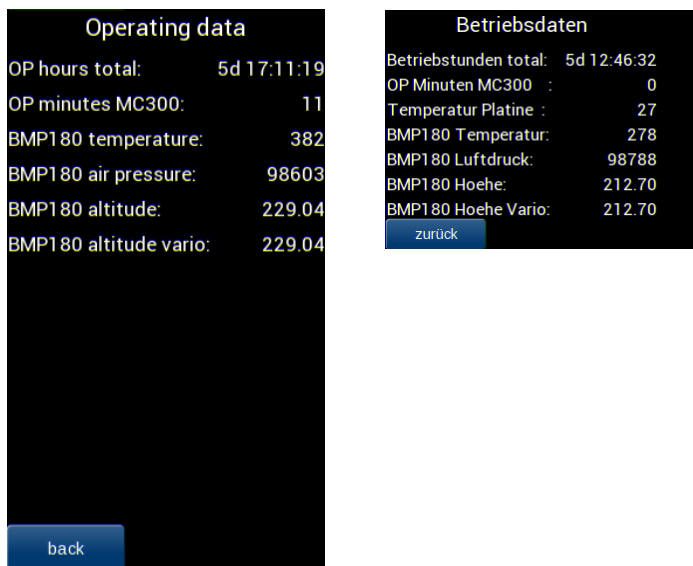 Operating data
OP hours total: 5d 17:11:19
OP minutes MC300: 11
BMP180 temperature: 382
BMP180 air pressure: 98603
BMP180 altitude: 229.04
BMP180 altitude vario: 229.04
back
Betriebsdaten
Betriebstunden total: 5d 12:46:32
OP Minuten MC300 : 0
Temperatur Platine : 27
BMP180 Temperatur: 278
BMP180 Luftdruck: 98788
BMP180 Hoehe: 212.70
BMP180 Hoehe Vario: 212.70
zurück